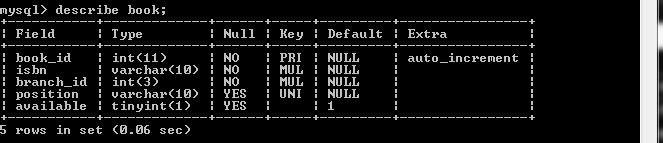 mysql> describe book;
+-----------+-------------+------+-----+---------+----------------+
| Field | Type | Null | Key | Default | Extra |
+-----------+-------------+------+-----+---------+----------------+
| book_id | int(11) | NO | PRI | NULL | auto_increment |
| isbn | varchar(10) | NO | MUL | NULL | |
| branch_id | int(3) | NO | MUL | NULL | |
| position | varchar(10) | YES | UNI | NULL | |
| available | tinyint(1) | YES | | 1 | |
+-----------+-------------+------+-----+---------+----------------+
5 rows in set (0.06 sec)